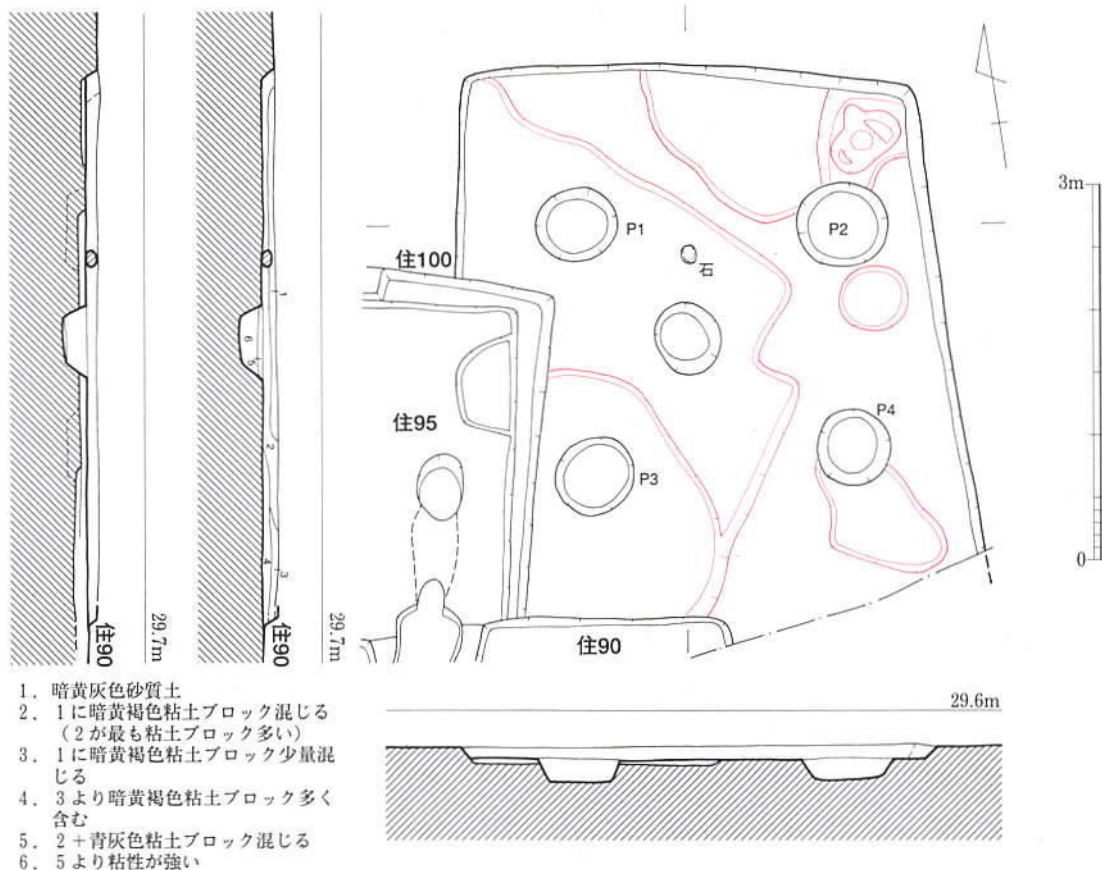 3m
P1
P2
石
住100
住95
P4
P3
0
住90
住90
29.7m
住90
29.7m
1. 暗黄灰色砂質土
2. 1に暗黄褐色粘土ブロック混じる
(2が最も粘土ブロック多い)
3. 1に暗黄褐色粘土ブロック少量混
じる
4. 3より暗黄褐色粘土ブロック多く
含む
5. 2+青灰色粘土ブロック混じる
6. 5より粘性が強い
29.6m
1
6
5
2
4
3